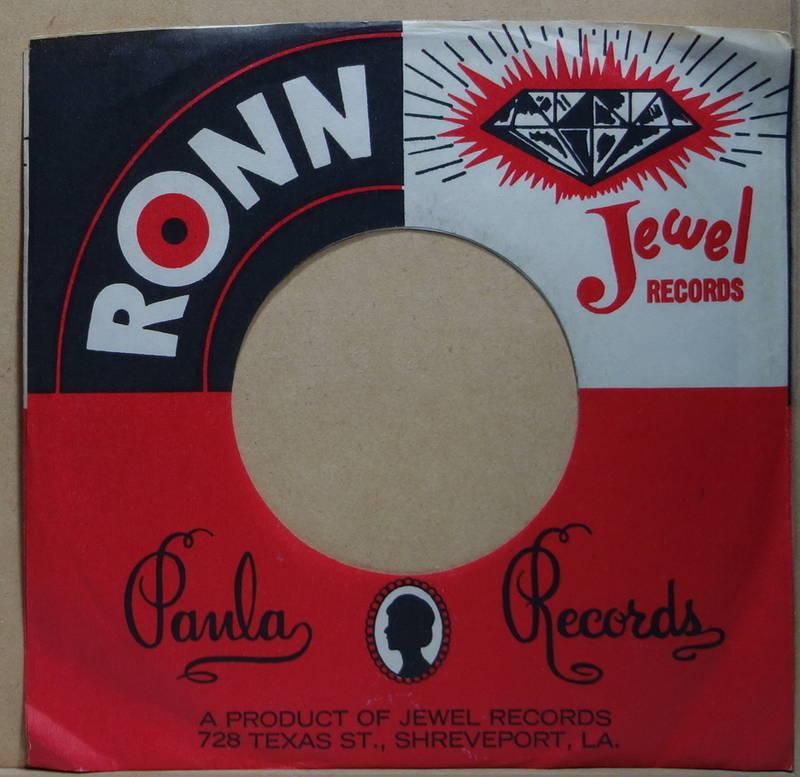 RONN
Jewel
RECORDS
Paula Records
A PRODUCT OF JEWEL RECORDS
728 TEXAS ST., SHREVEPORT, LA.